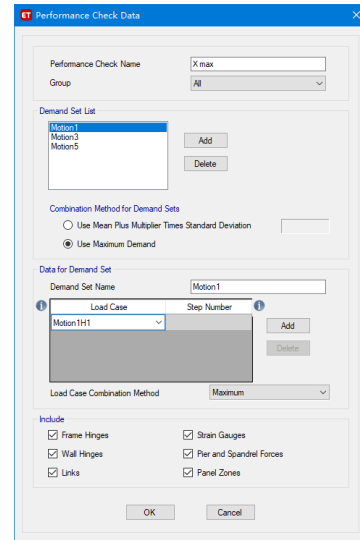 ET Performance Check Data
Performance Check Name X max
Group All
Demand Set List
Motion1
Motion3
Motion5
Add
Delete
Combination Method for Demand Sets
Use Mean Plus Multiplier Times Standard Deviation
Use Maximum Demand
Data for Demand Set
Demand Set Name Motion1
Load Case Step Number
Motion1H1
Add
Delete
Load Case Combination Method Maximum
Include
Frame Hinges Strain Gauges
Wall Hinges Pier and Spandrel Forces
Links Panel Zones
OK Cancel